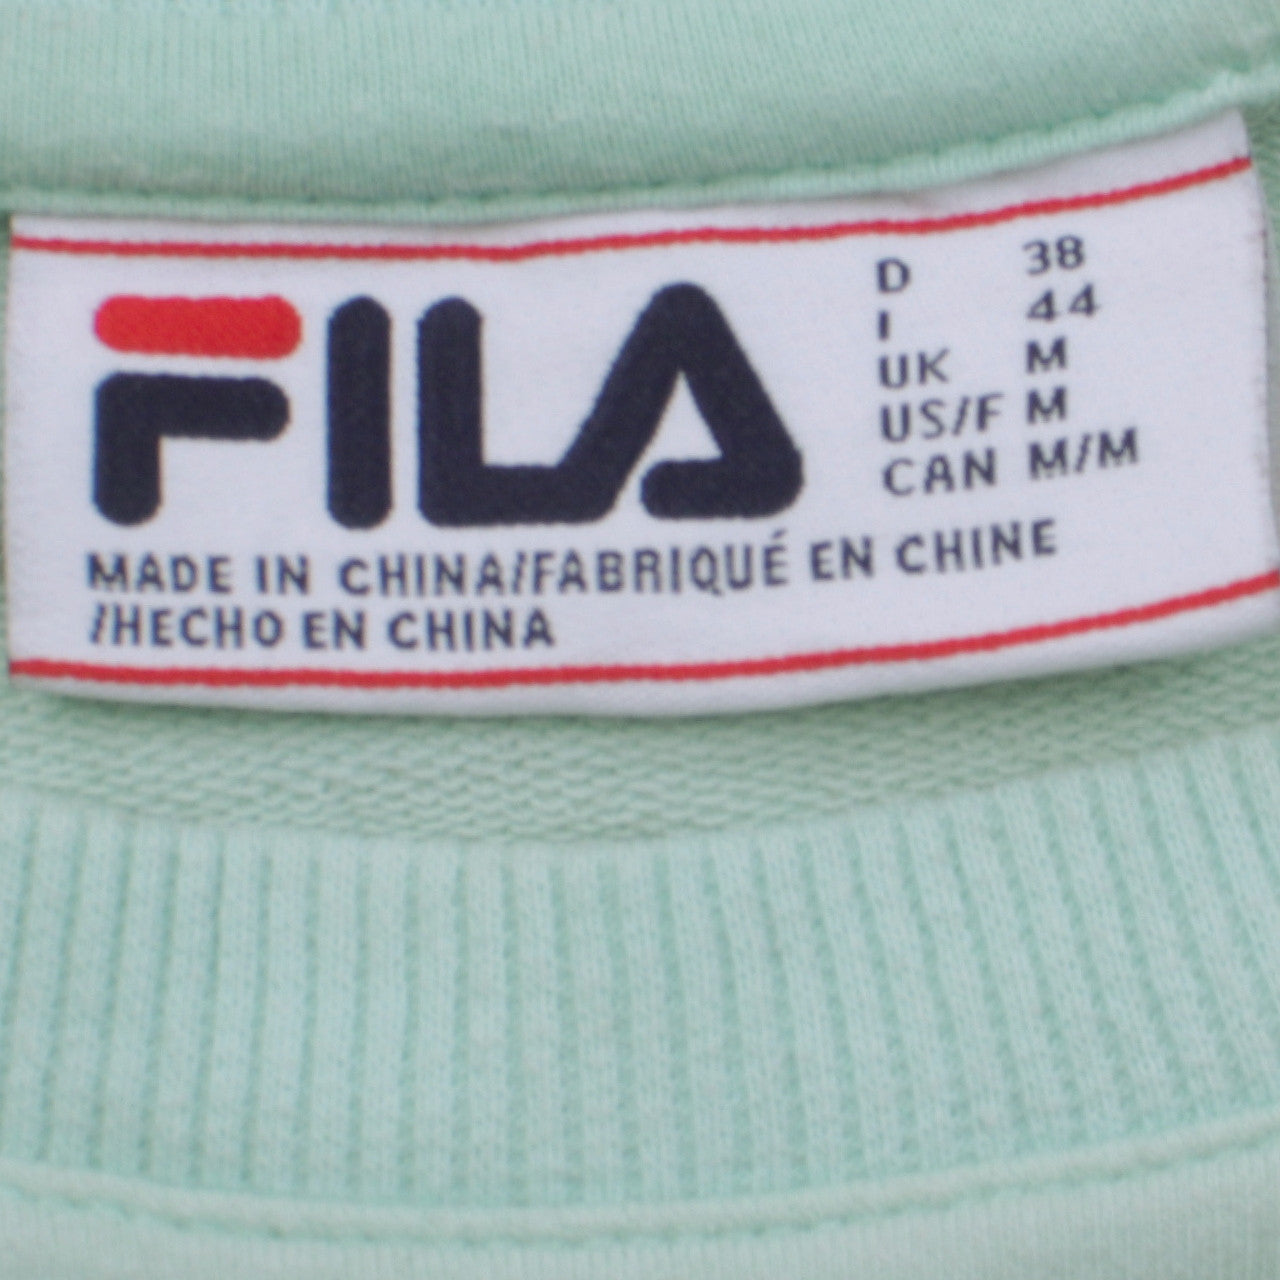 FILA
D 38
I 44
UK M
US/F M
CAN M/M
MADE IN CHINA/FABRIQUÉ EN CHINE
/HECHO EN CHINA